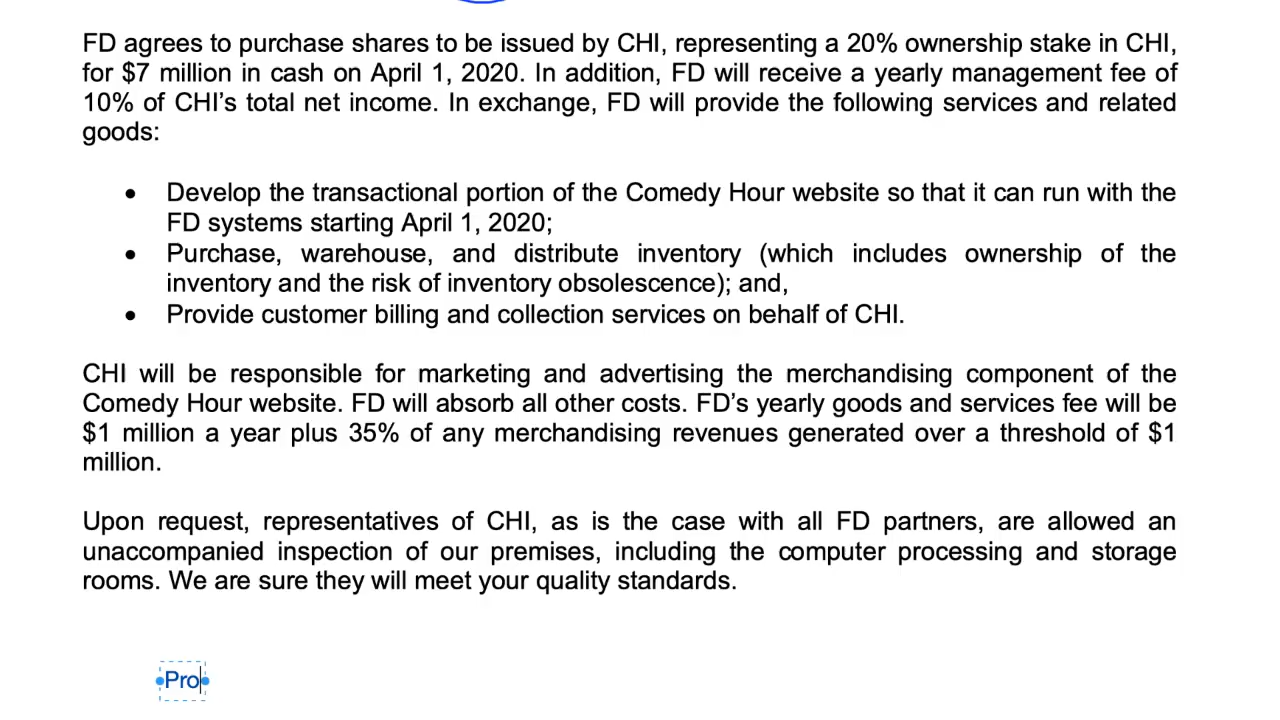 FD agrees to purchase shares to be issued by CHI, representing a 20% ownership stake in CHI,
for $7 million in cash on April 1, 2020. In addition, FD will receive a yearly management fee of
10% of CHI’s total net income. In exchange, FD will provide the following services and related
goods:
• Develop the transactional portion of the Comedy Hour website so that it can run with the
FD systems starting April 1, 2020;
• Purchase, warehouse, and distribute inventory (which includes ownership of the
inventory and the risk of inventory obsolescence); and,
• Provide customer billing and collection services on behalf of CHI.
CHI will be responsible for marketing and advertising the merchandising component of the
Comedy Hour website. FD will absorb all other costs. FD’s yearly goods and services fee will be
$1 million a year plus 35% of any merchandising revenues generated over a threshold of $1
million.
Upon request, representatives of CHI, as is the case with all FD partners, are allowed an
unaccompanied inspection of our premises, including the computer processing and storage
rooms. We are sure they will meet your quality standards.
Pro